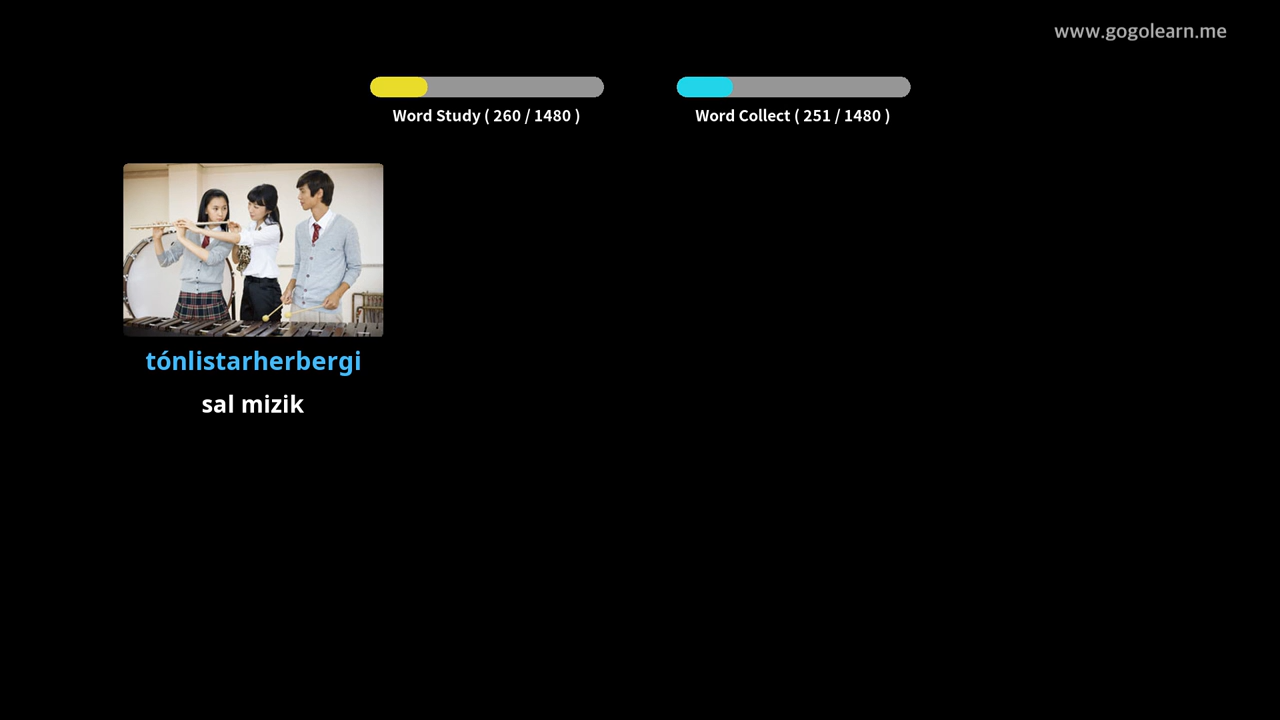 www.gogolearn.me
Word Study ( 260 / 1480 )
Word Collect ( 251 / 1480 )
tónlistarherbergi
sal mizik